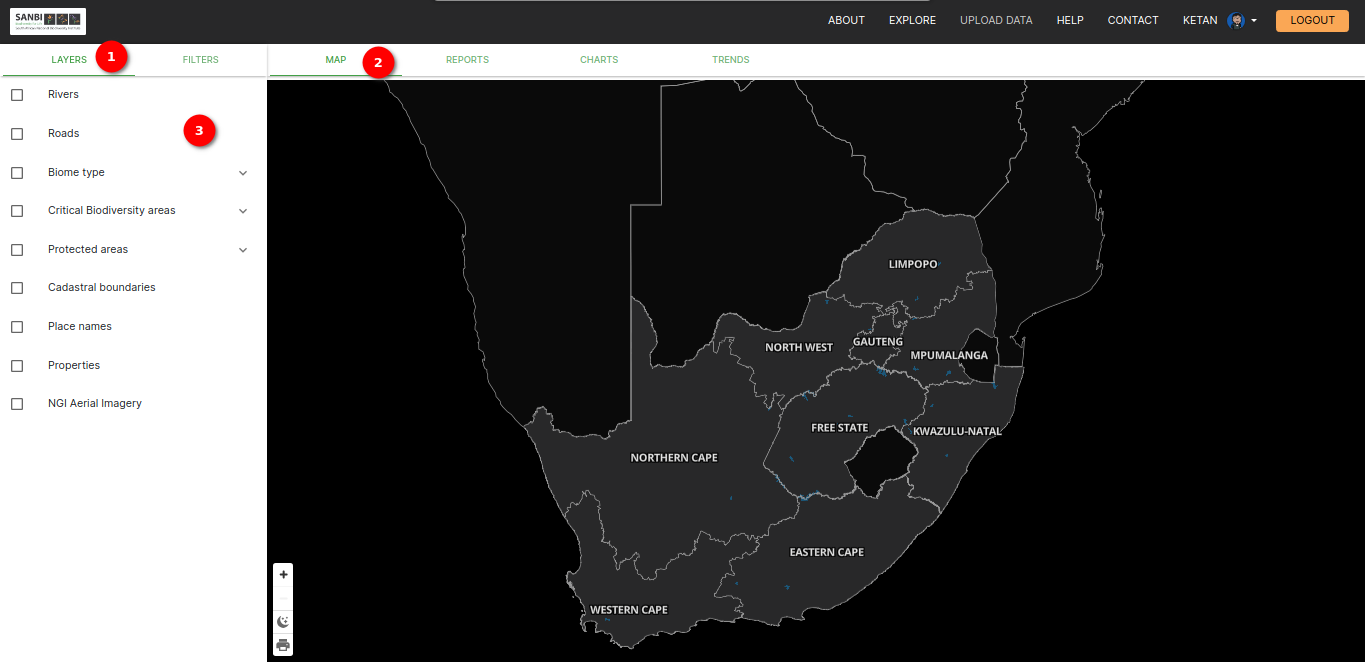 SANBI
ABOUT EXPLORE UPLOAD DATA HELP CONTACT KETAN LOGOUT
LAYERS 1 FILTERS MAP 2 REPORTS CHARTS TRENDS
Rivers
Roads 3
Biome type
Critical Biodiversity areas
Protected areas
Cadastral boundaries
Place names
Properties
NGI Aerial Imagery
LIMPOPO
GAUTENG
NORTH WEST
MPUMALANGA
FREE STATE
KWAZULU-NATAL
NORTHERN CAPE
EASTERN CAPE
WESTERN CAPE